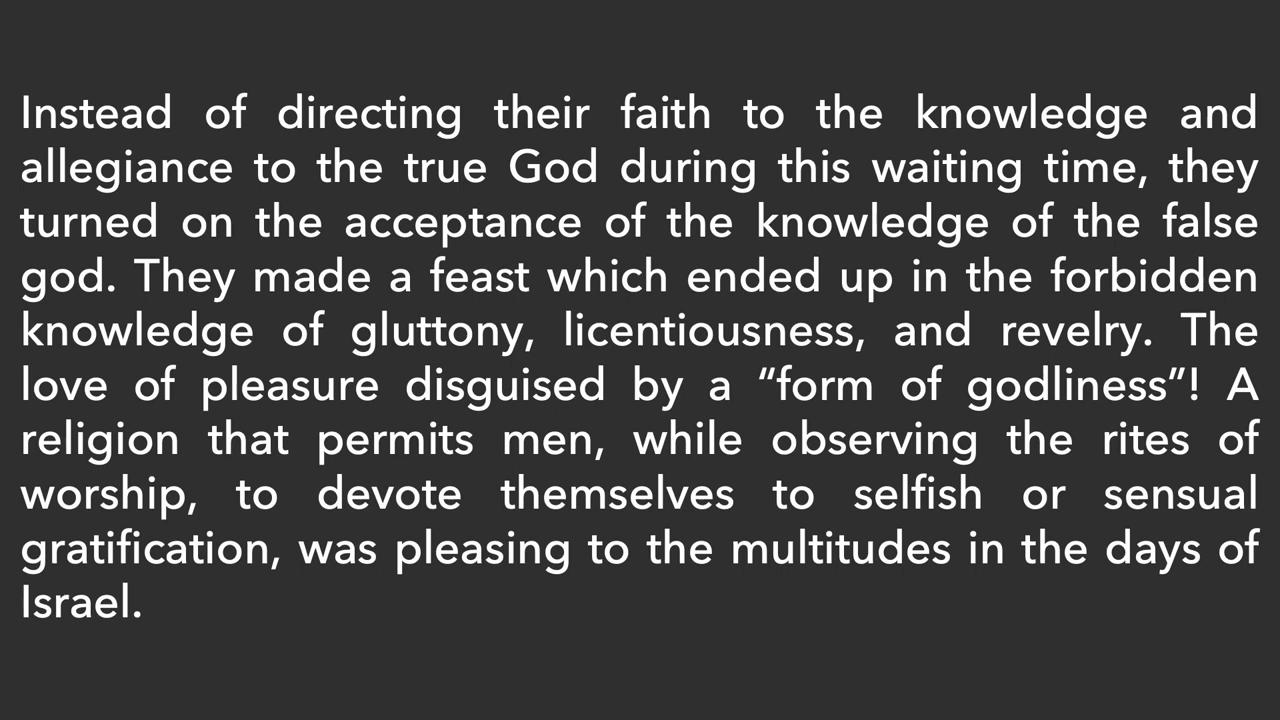 Instead of directing their faith to the knowledge and
allegiance to the true God during this waiting time, they
turned on the acceptance of the knowledge of the false
god. They made a feast which ended up in the forbidden
knowledge of gluttony, licentiousness, and revelry. The
love of pleasure disguised by a “form of godliness”! A
religion that permits men, while observing the rites of
worship, to devote themselves to selfish or sensual
gratification, was pleasing to the multitudes in the days of
Israel.